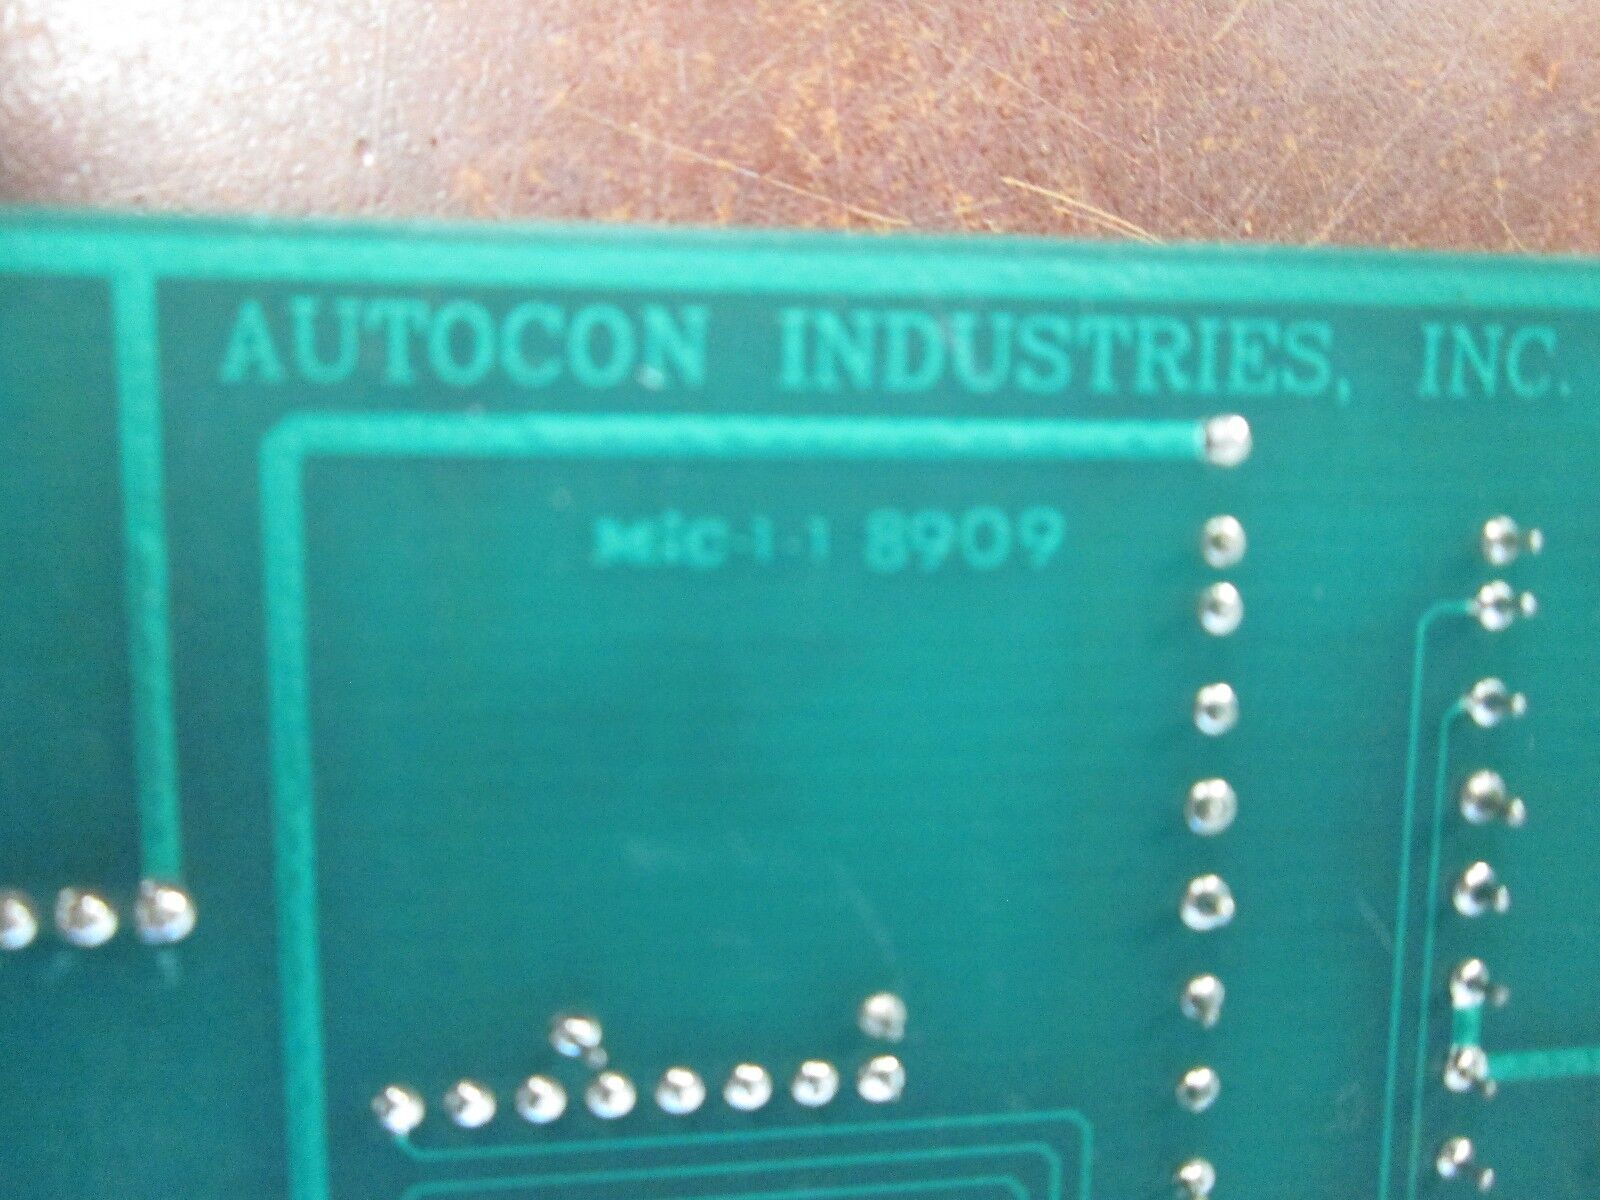 AUTOCON INDUSTRIES, INC.
MiC-1-1 8909